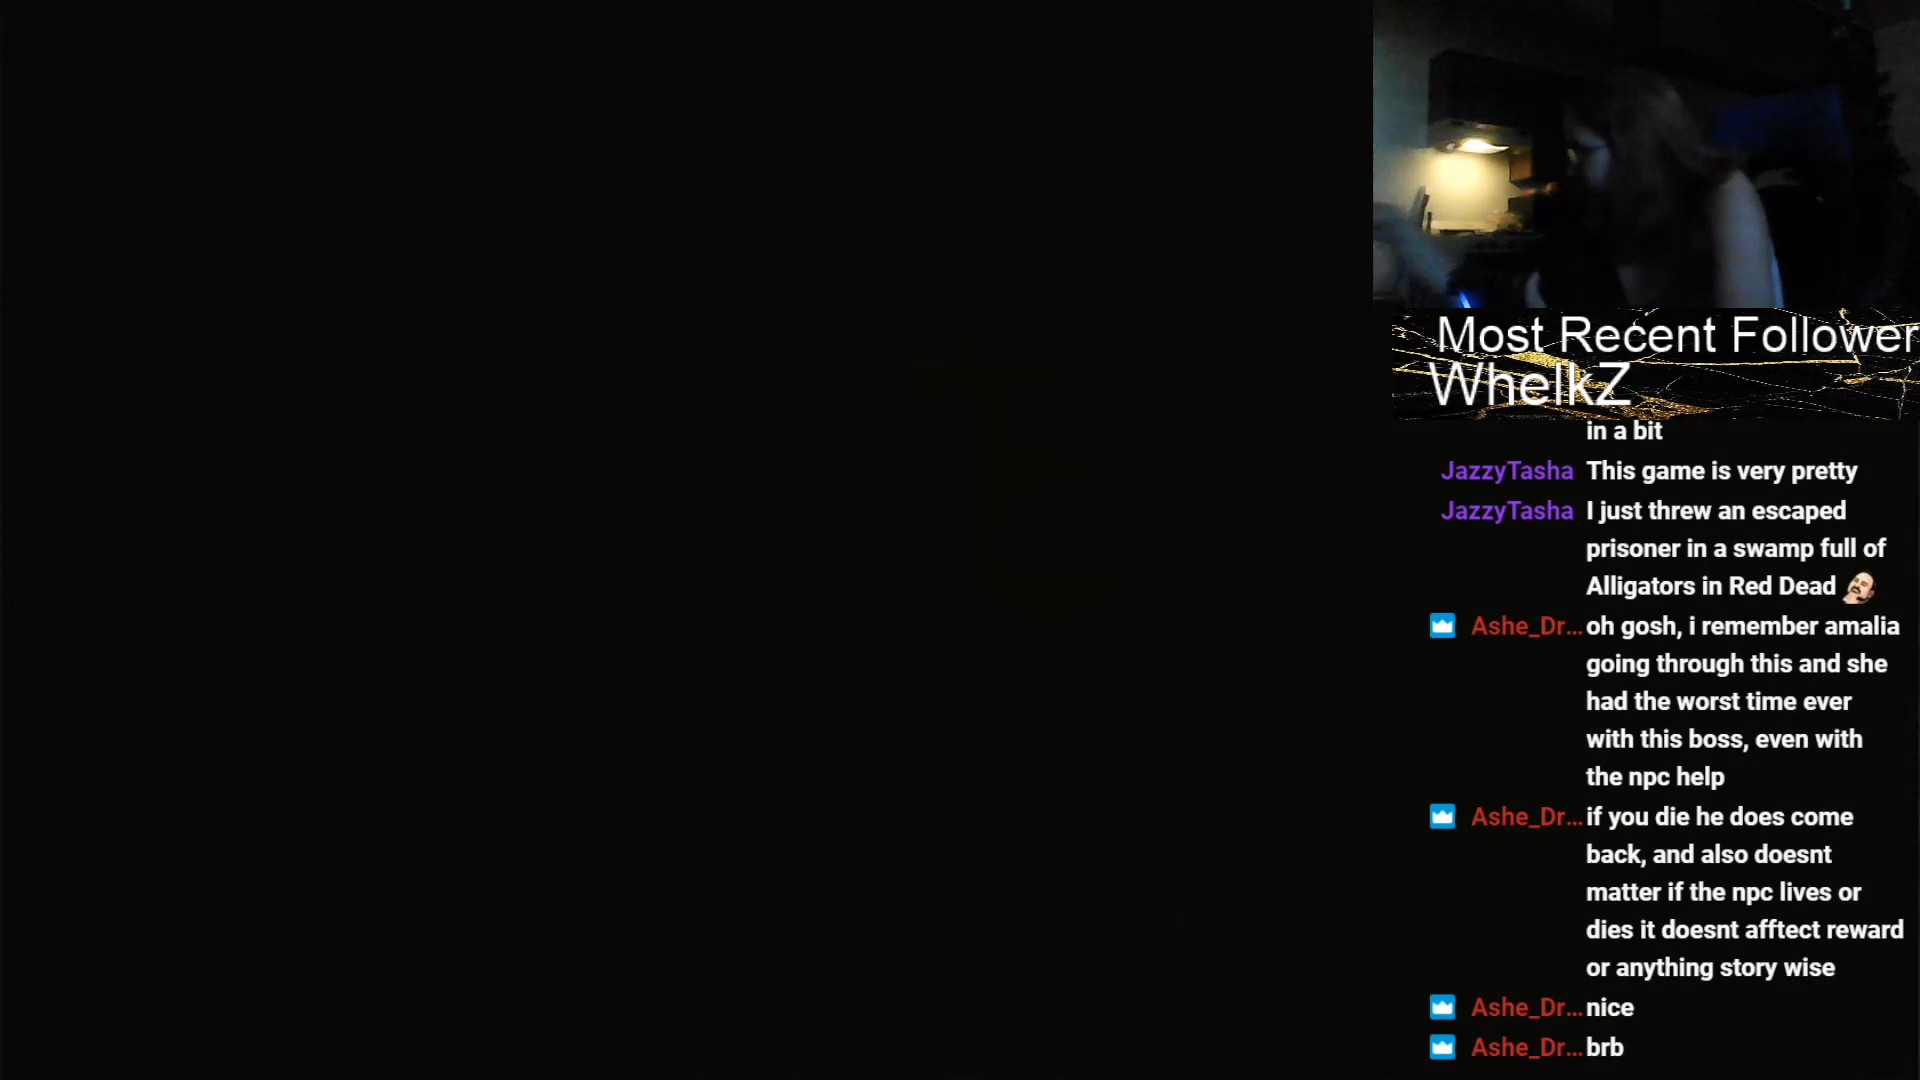 Most Recent Follower
WhelkZ
in a bit
JazzyTasha This game is very pretty
JazzyTasha I just threw an escaped
prisoner in a swamp full of
Alligators in Red Dead
Ashe_Dr... oh gosh, i remember amalia
going through this and she
had the worst time ever
with this boss, even with
the npc help
Ashe_Dr... if you die he does come
back, and also doesnt
matter if the npc lives or
dies it doesnt afftect reward
or anything story wise
Ashe_Dr... nice
Ashe_Dr... brb